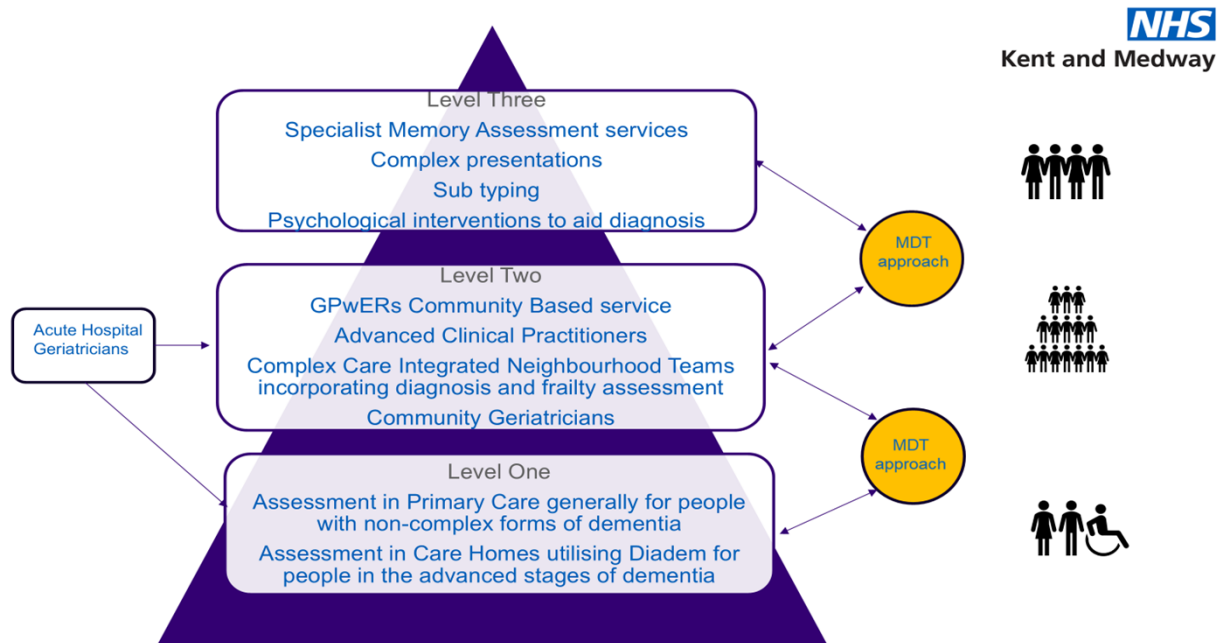 NHS
Kent and Medway
Level Three
Specialist Memory Assessment services
Complex presentations
Sub typing
Psychological interventions to aid diagnosis
MDT
approach
Level Two
GPwERs Community Based service
Advanced Clinical Practitioners
Complex Care Integrated Neighbourhood Teams
incorporating diagnosis and frailty assessment
Community Geriatricians
Acute Hospital
Geriatricians
MDT
approach
Level One
Assessment in Primary Care generally for people
with non-complex forms of dementia
Assessment in Care Homes utilising Diadem for
people in the advanced stages of dementia